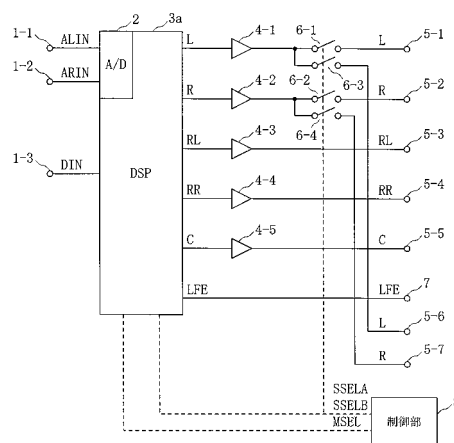 2
3a
1-1
ALIN
A/D
1-2
ARIN
1-3
DIN
DSP
L
4-1
6-1
L
5-1
6-3
R
4-2
6-2
R
5-2
6-4
RL
4-3
RL
5-3
RR
4-4
RR
5-4
C
4-5
C
5-5
LFE
LFE
7
L
5-6
R
5-7
SSELA
SSELB
MSEL
制御部